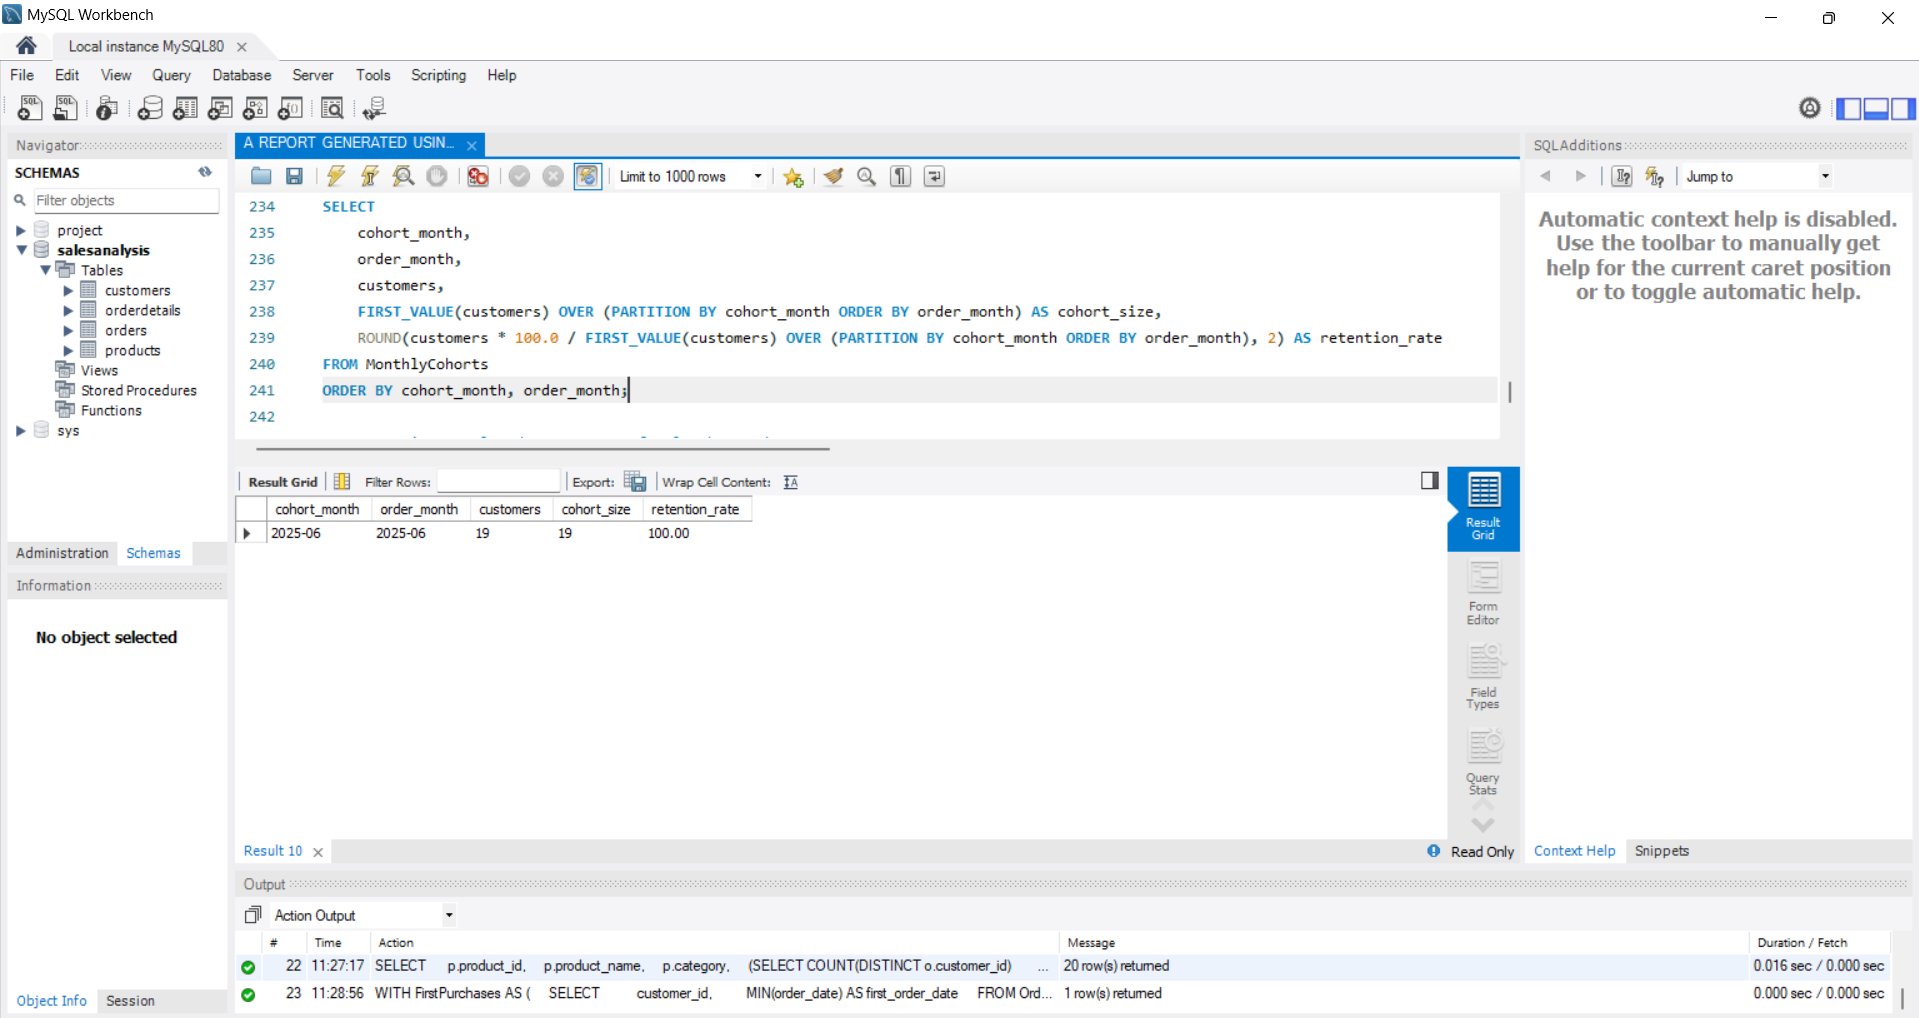 MySQL Workbench
Local instance MySQL80
File Edit View Query Database Server Tools Scripting Help
Navigator
SCHEMAS
Filter objects
project
salesanalysis
Tables
customers
orderdetails
orders
products
Views
Stored Procedures
Functions
sys
Administration Schemas
Information
No object selected
Object Info Session
A REPORT GENERATED USIN...
Limit to 1000 rows
234 SELECT
235 cohort_month,
236 order_month,
237 customers,
238 FIRST_VALUE(customers) OVER (PARTITION BY cohort_month ORDER BY order_month) AS cohort_size,
239 ROUND(customers * 100.0 / FIRST_VALUE(customers) OVER (PARTITION BY cohort_month ORDER BY order_month), 2) AS retention_rate
240 FROM MonthlyCohorts
241 ORDER BY cohort_month, order_month;
242
Result Grid Filter Rows: Export: Wrap Cell Content:
cohort_month order_month customers cohort_size retention_rate
2025-06 2025-06 19 19 100.00
Result
Grid
Form
Editor
Field
Types
Query
Stats
Result 10
Read Only
SQLAdditions
Jump to
Automatic context help is disabled.
Use the toolbar to manually get
help for the current caret position
or to toggle automatic help.
Context Help Snippets
Output
Action Output
# Time Action Message Duration / Fetch
22 11:27:17 SELECT p.product_id, p.product_name, p.category, (SELECT COUNT(DISTINCT o.customer_id) ... 20 row(s) returned 0.016 sec / 0.000 sec
23 11:28:56 WITH FirstPurchases AS ( SELECT customer_id, MIN(order_date) AS first_order_date FROM Ord... 1 row(s) returned 0.000 sec / 0.000 sec